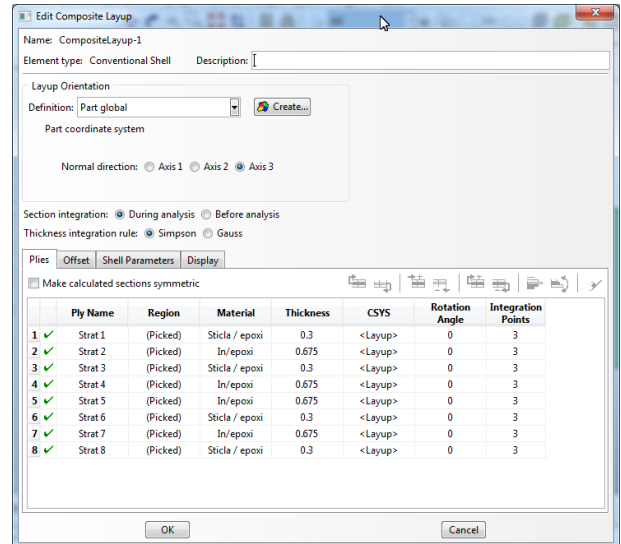 Edit Composite Layup
Name: CompositeLayup-1
Element type: Conventional Shell Description:
Layup Orientation
Definition: Part global Create...
Part coordinate system
Normal direction: Axis 1 Axis 2 Axis 3
Section integration: During analysis Before analysis
Thickness integration rule: Simpson Gauss
Plies Offset Shell Parameters Display
Make calculated sections symmetric
Ply Name Region Material Thickness CSYS Rotation Angle Integration Points
1 Strat 1 (Picked) Sticla / epoxi 0.3 <Layup> 0 3
2 Strat 2 (Picked) In/epoxi 0.675 <Layup> 0 3
3 Strat 3 (Picked) Sticla / epoxi 0.3 <Layup> 0 3
4 Strat 4 (Picked) In/epoxi 0.675 <Layup> 0 3
5 Strat 5 (Picked) In/epoxi 0.675 <Layup> 0 3
6 Strat 6 (Picked) Sticla / epoxi 0.3 <Layup> 0 3
7 Strat 7 (Picked) In/epoxi 0.675 <Layup> 0 3
8 Strat 8 (Picked) Sticla / epoxi 0.3 <Layup> 0 3
OK Cancel